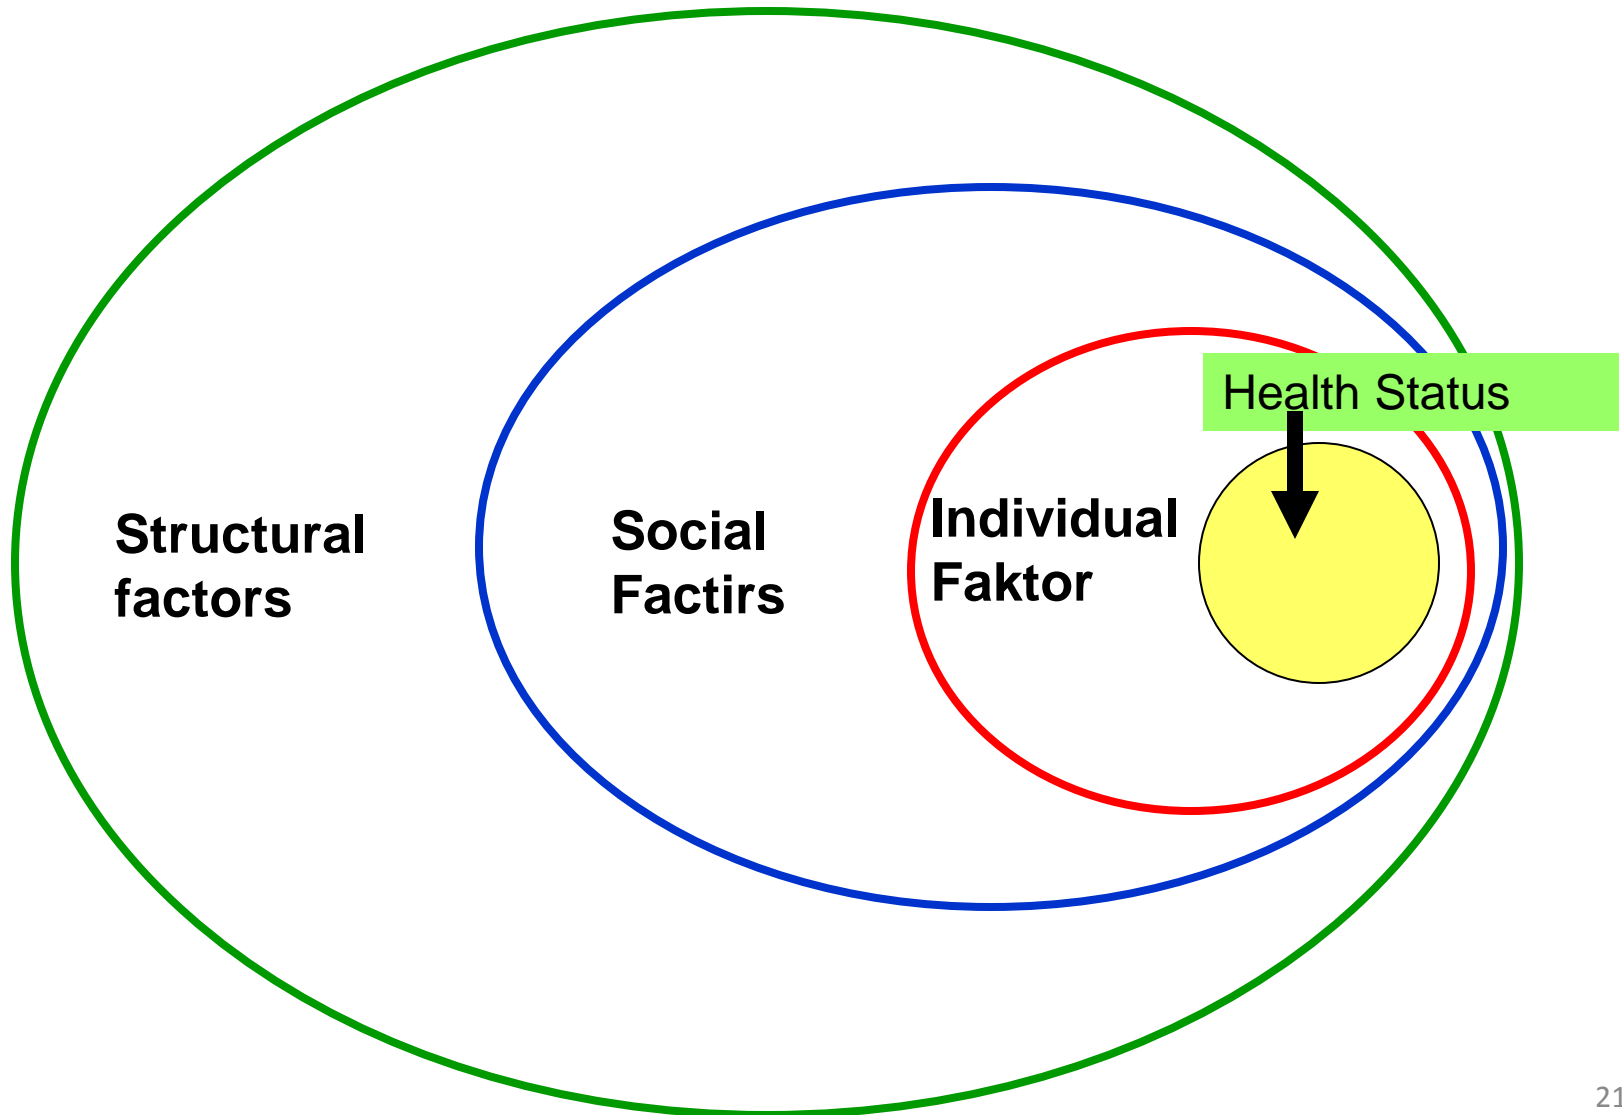 Health Status
Structural
factors
Social
Factirs
Individual
Faktor
21